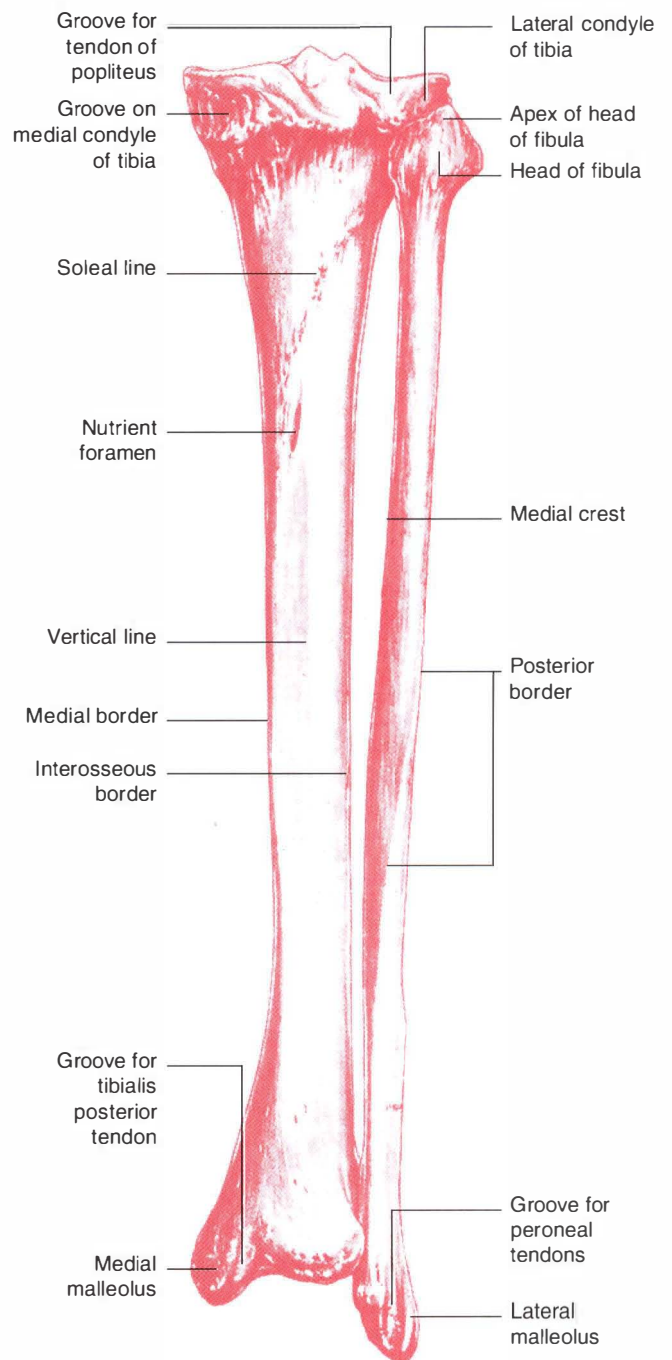 Groove for
tendon of
popliteus
Groove on
medial condyle
of tibia
Soleal line
Nutrient
foramen
Vertical line
Medial border
Interosseous
border
Groove for
tibialis
posterior
tendon
Medial
malleolus
Lateral condyle
of tibia
Apex of head
of fibula
Head of fibula
Medial crest
Posterior
border
Groove for
peroneal
tendons
Lateral
malleolus